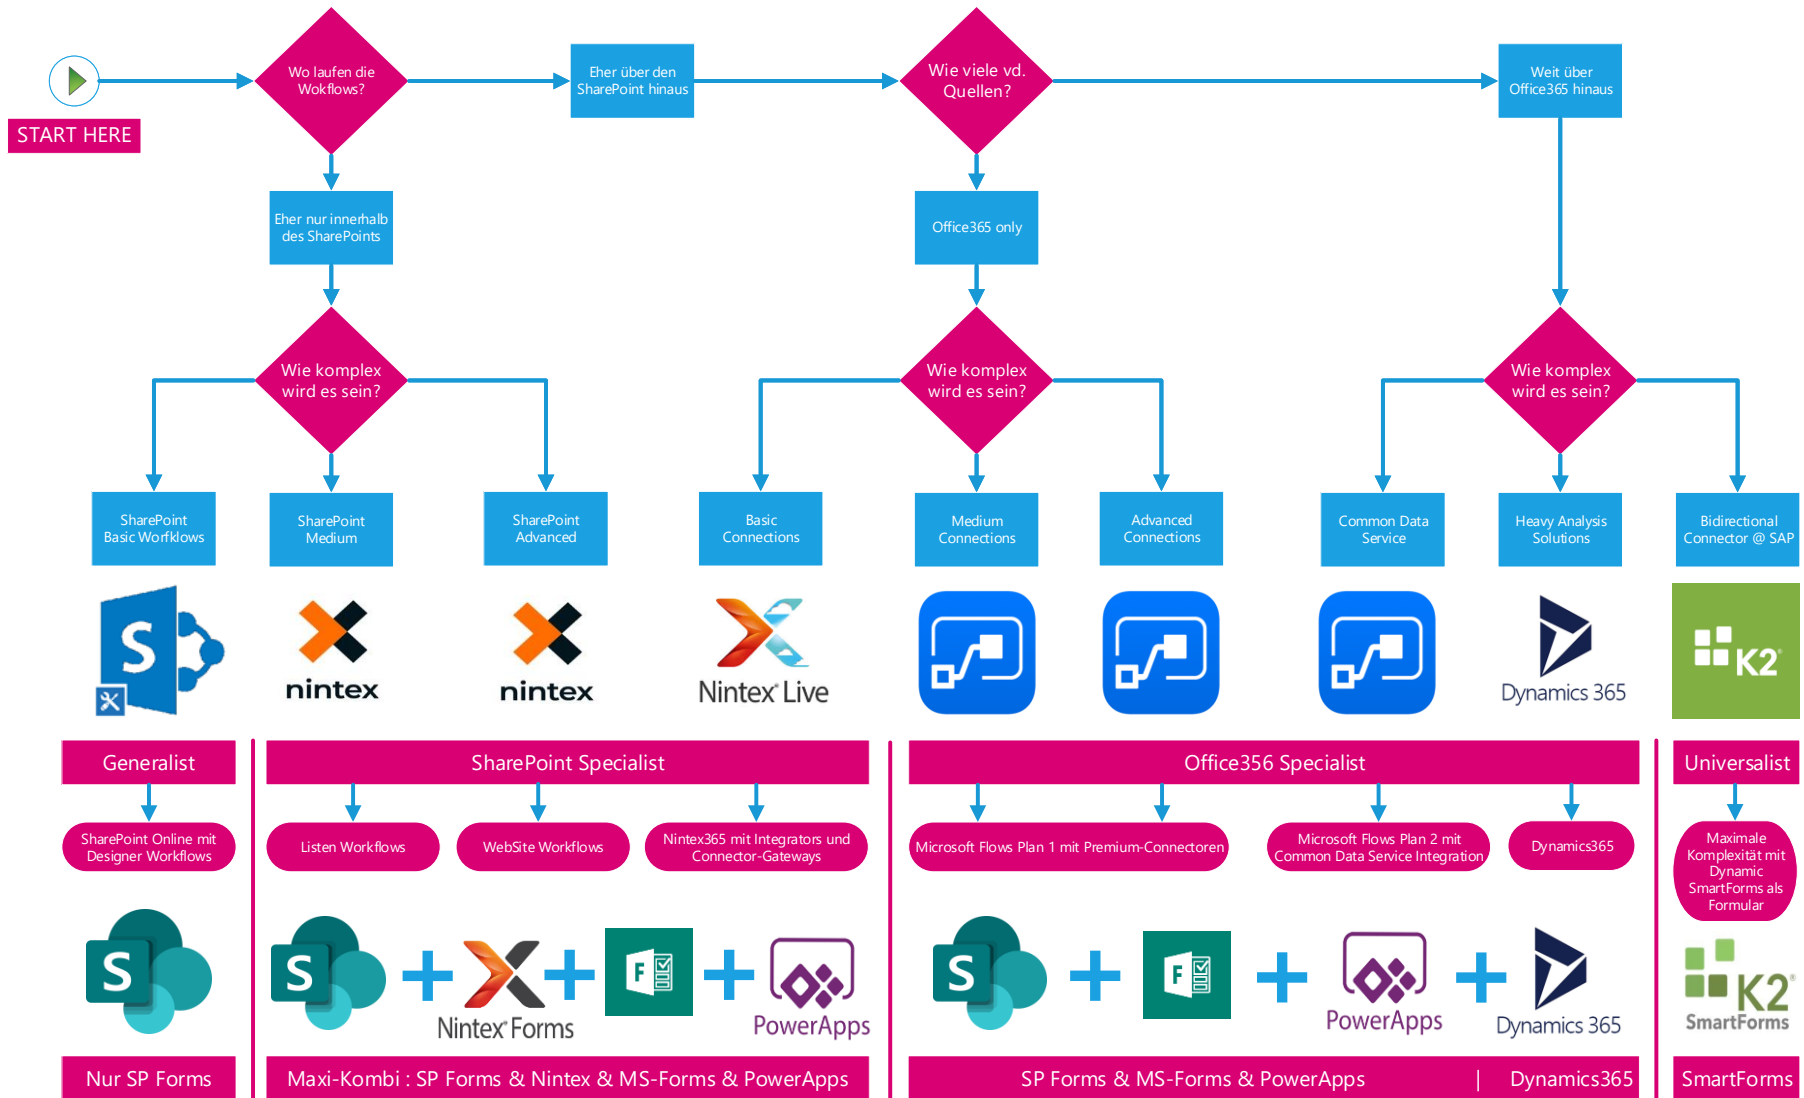 Wo laufen die
Wokflows?
Eher über den
SharePoint hinaus
Wie viele vd.
Quellen?
Weit über
Office365 hinaus
START HERE
Eher nur innerhalb
des SharePoints
Office365 only
Wie komplex
wird es sein?
Wie komplex
wird es sein?
Wie komplex
wird es sein?
SharePoint
Basic Worfklows
SharePoint
Medium
SharePoint
Advanced
Basic
Connections
Medium
Connections
Advanced
Connections
Common Data
Service
Heavy Analysis
Solutions
Bidirectional
Connector @ SAP
S
nintex
nintex
Nintex® Live
Dynamics 365
K2®
Generalist
SharePoint Specialist
Office356 Specialist
Universalist
SharePoint Online mit
Designer Workflows
Listen Workflows
WebSite Workflows
Nintex365 mit Integrators und
Connector-Gateways
Microsoft Flows Plan 1 mit Premium-Connectoren
Microsoft Flows Plan 2 mit
Common Data Service Integration
Dynamics365
Maximale
Komplexität mit
Dynamic
SmartForms als
Formular
S
S
Nintex® Forms
F
PowerApps
S
F
PowerApps
Dynamics 365
K2®
SmartForms
Nur SP Forms
Maxi-Kombi : SP Forms & Nintex & MS-Forms & PowerApps
SP Forms & MS-Forms & PowerApps | Dynamics365
SmartForms